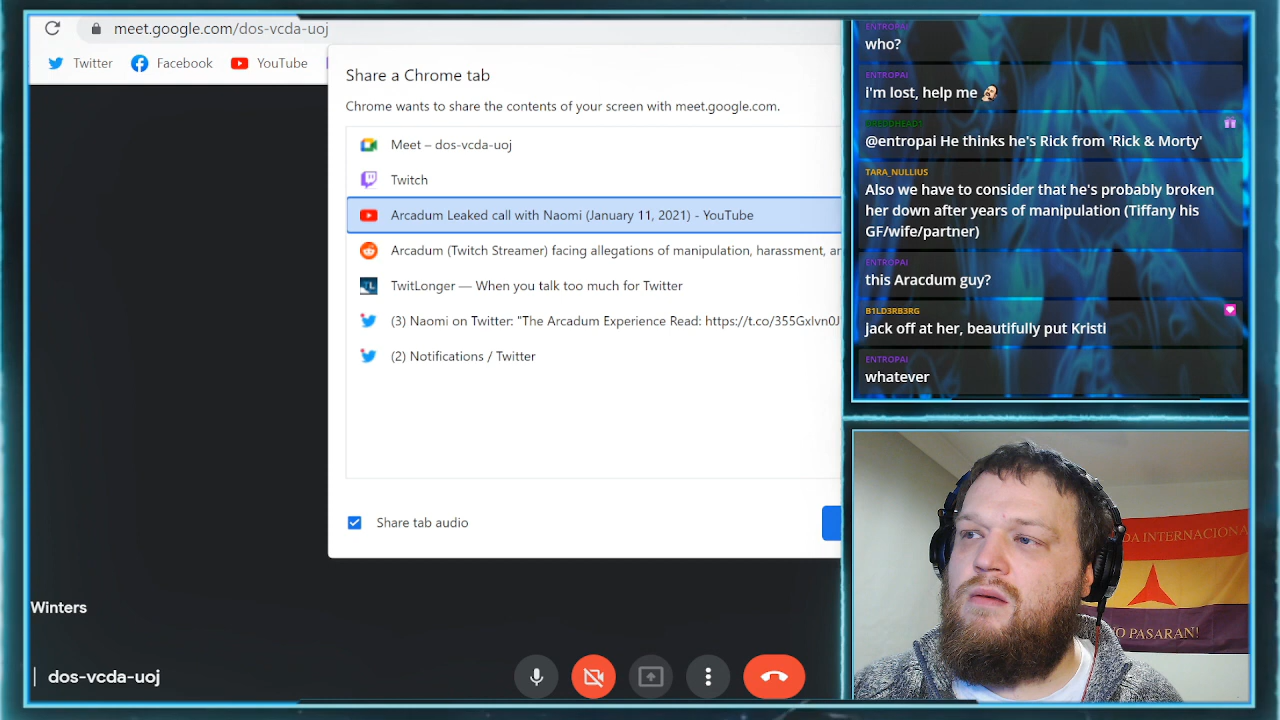 meet.google.com/dos-vcda-uoj
Twitter
Facebook
YouTube
Share a Chrome tab
Chrome wants to share the contents of your screen with meet.google.com.
Meet – dos-vcda-uoj
Twitch
Arcadum Leaked call with Naomi (January 11, 2021) - YouTube
Arcadum (Twitch Streamer) facing allegations of manipulation, harassment, an
TwitLonger — When you talk too much for Twitter
(3) Naomi on Twitter: "The Arcadum Experience Read: https://t.co/355Gxlvn0J"
(2) Notifications / Twitter
Share tab audio
Winters
dos-vcda-uoj
ENTROPAI
who?
ENTROPAI
i'm lost, help me
@entropai He thinks he's Rick from 'Rick & Morty'
TARA_NULLIUS
Also we have to consider that he's probably broken
her down after years of manipulation (Tiffany his
GF/wife/partner)
ENTROPAI
this Aracdum guy?
B1LD3RB3RG
Jack off at her, beautifully put Kristi
ENTROPAI
whatever
DA INTERNACIONA
PASARAN!